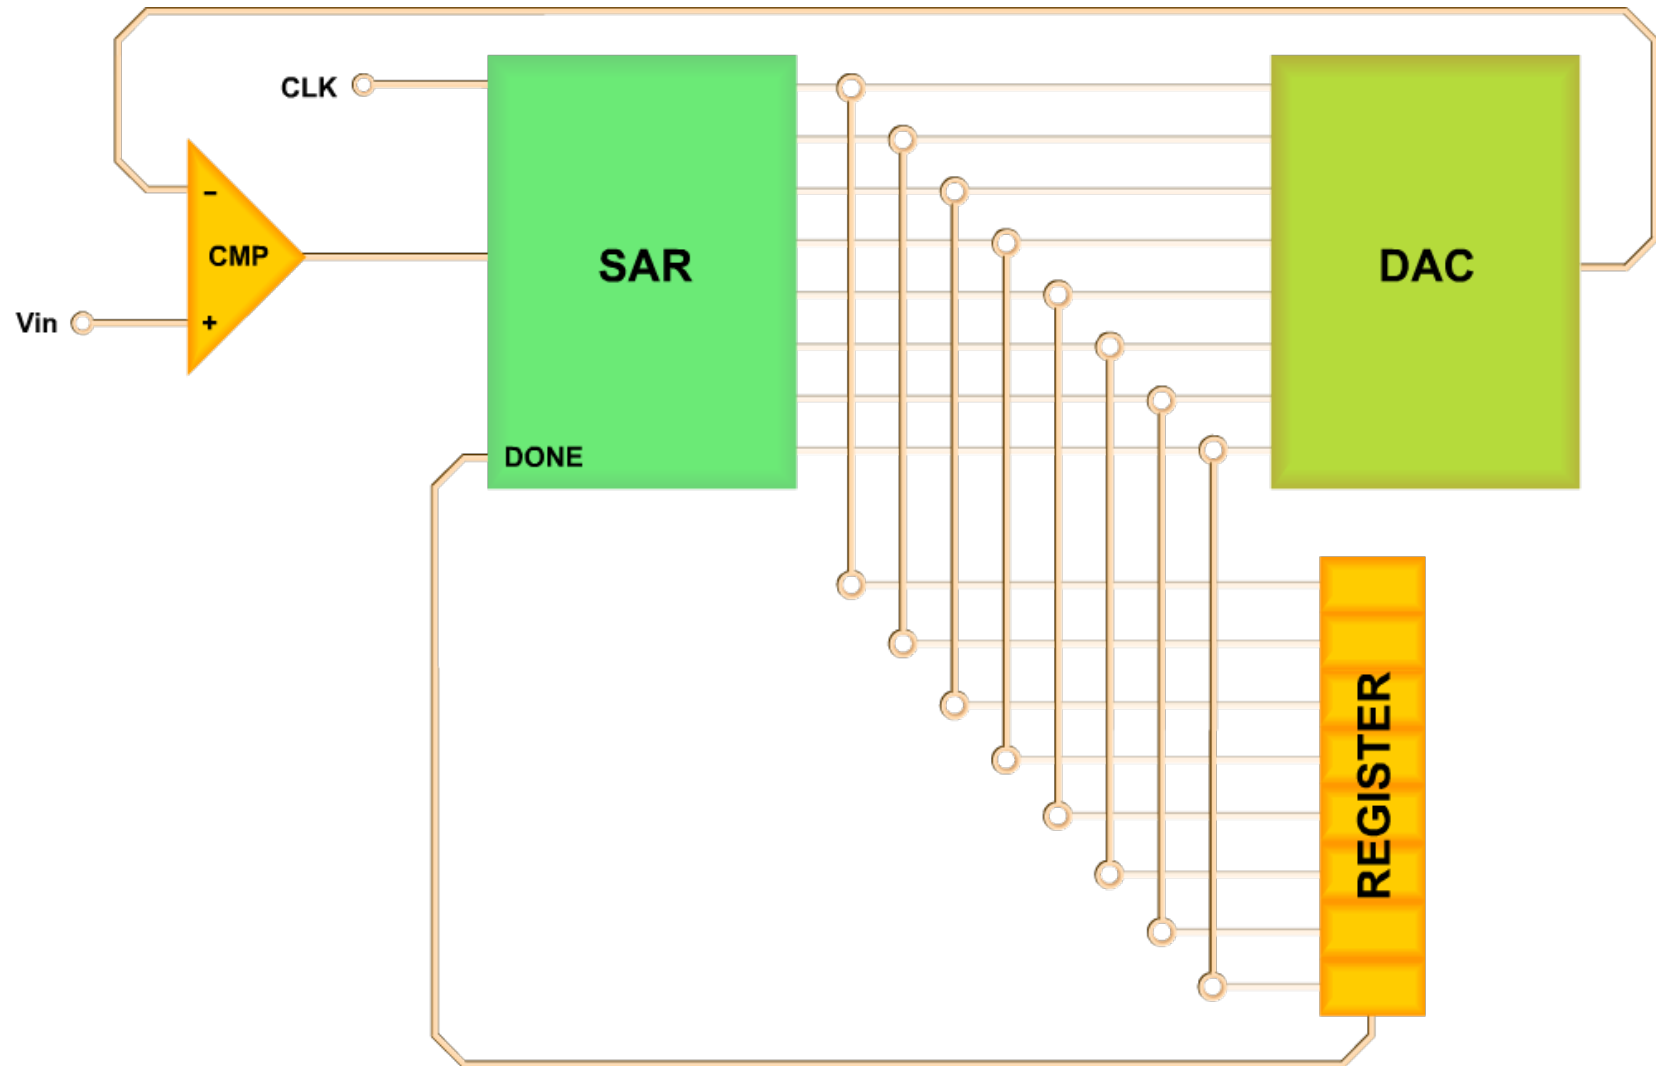 CLK
−
CMP
SAR
DAC
Vin
+
DONE
REGISTER